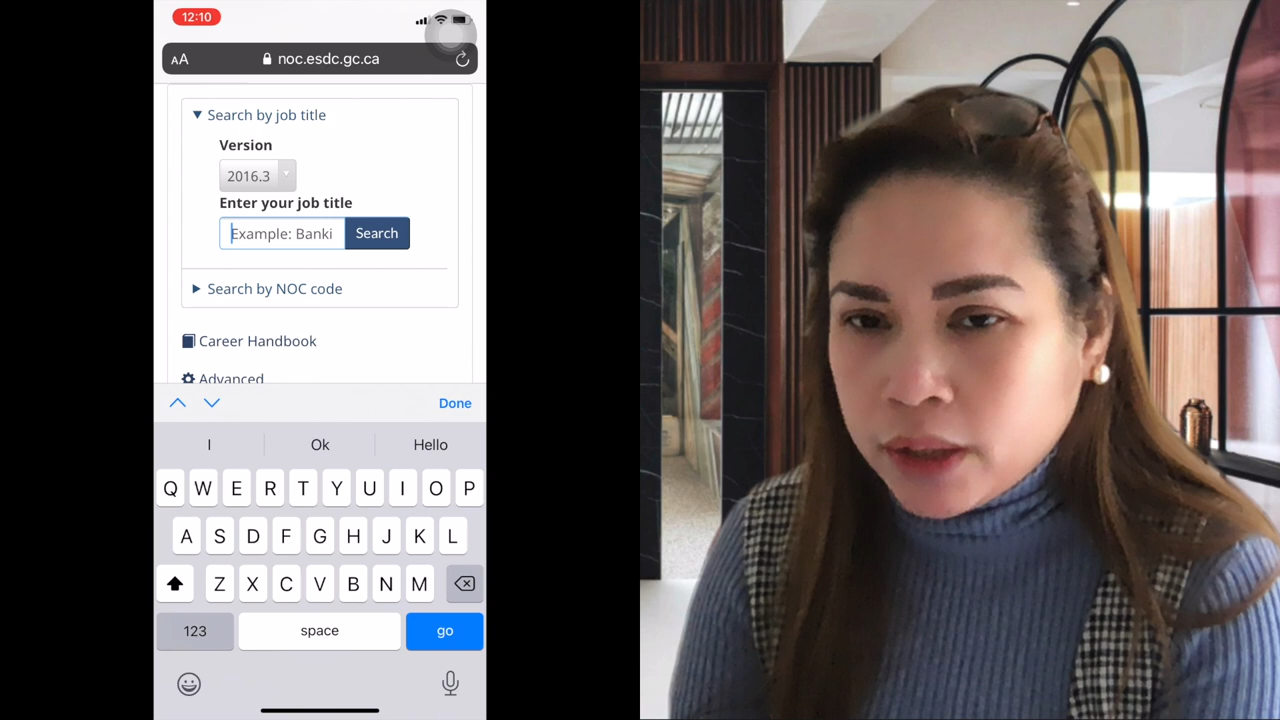 12:10
AA noc.esdc.gc.ca
Search by job title
Version
2016.3
Enter your job title
Example: Banki Search
Search by NOC code
Career Handbook
Advanced
Done
I Ok Hello
Q W E R T Y U I O P
A S D F G H J K L
Z X C V B N M
123 space go